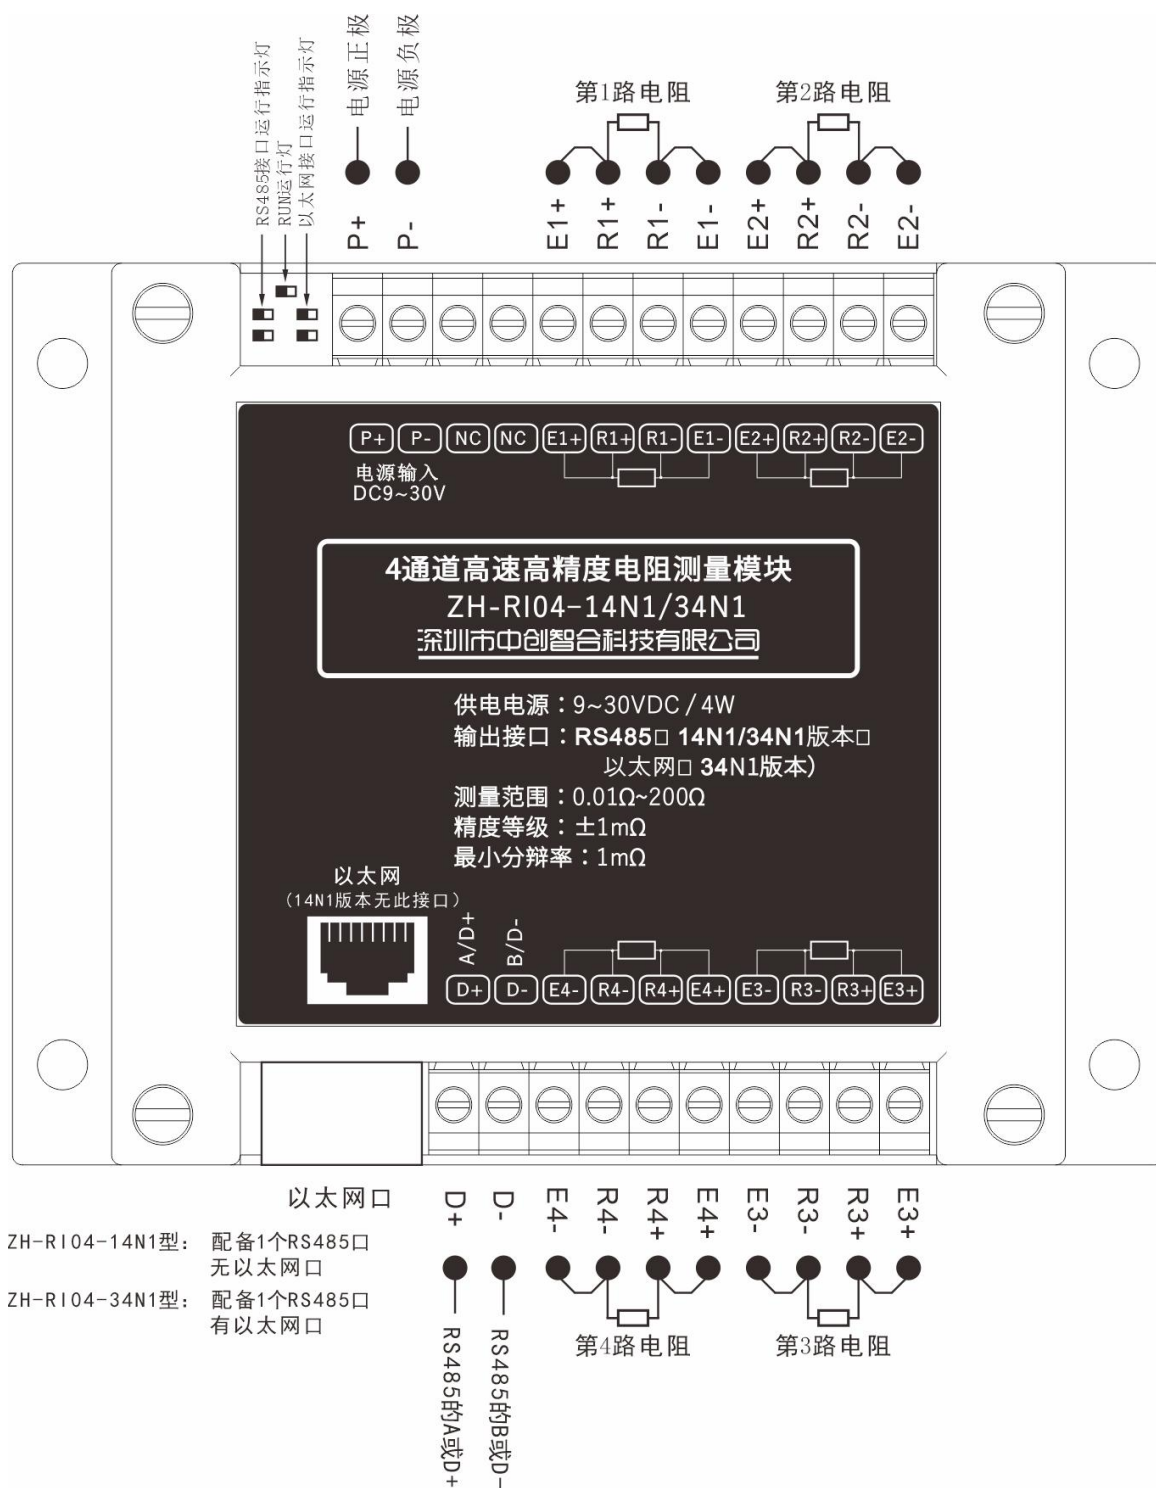 RS485接口运行指示灯
RUN运行灯
以太网接口运行指示灯
电源正极
电源负极
第1路电阻
第2路电阻
P+
P-
E1+
R1+
R1-
E1-
E2+
R2+
R2-
E2-
P+ P- NC NC E1+ R1+ R1- E1- E2+ R2+ R2- E2-
电源输入
DC9~30V
4通道高速高精度电阻测量模块
ZH-RI04-14N1/34N1
深圳市中创智合科技有限公司
供电电源：9~30VDC / 4W
输出接口：RS485□ 14N1/34N1版本□
以太网□ 34N1版本)
测量范围：0.01Ω~200Ω
精度等级：±1mΩ
最小分辩率：1mΩ
以太网
（14N1版本无此接口）
A/D+
B/D-
D+ D- E4- R4- R4+ E4+ E3- R3- R3+ E3+
以太网口
D+
D-
E4-
R4-
R4+
E4+
E3-
R3-
R3+
E3+
ZH-RI04-14N1型： 配备1个RS485口
无以太网口
ZH-RI04-34N1型： 配备1个RS485口
有以太网口
RS485的A或D+
RS485的B或D-
第4路电阻
第3路电阻